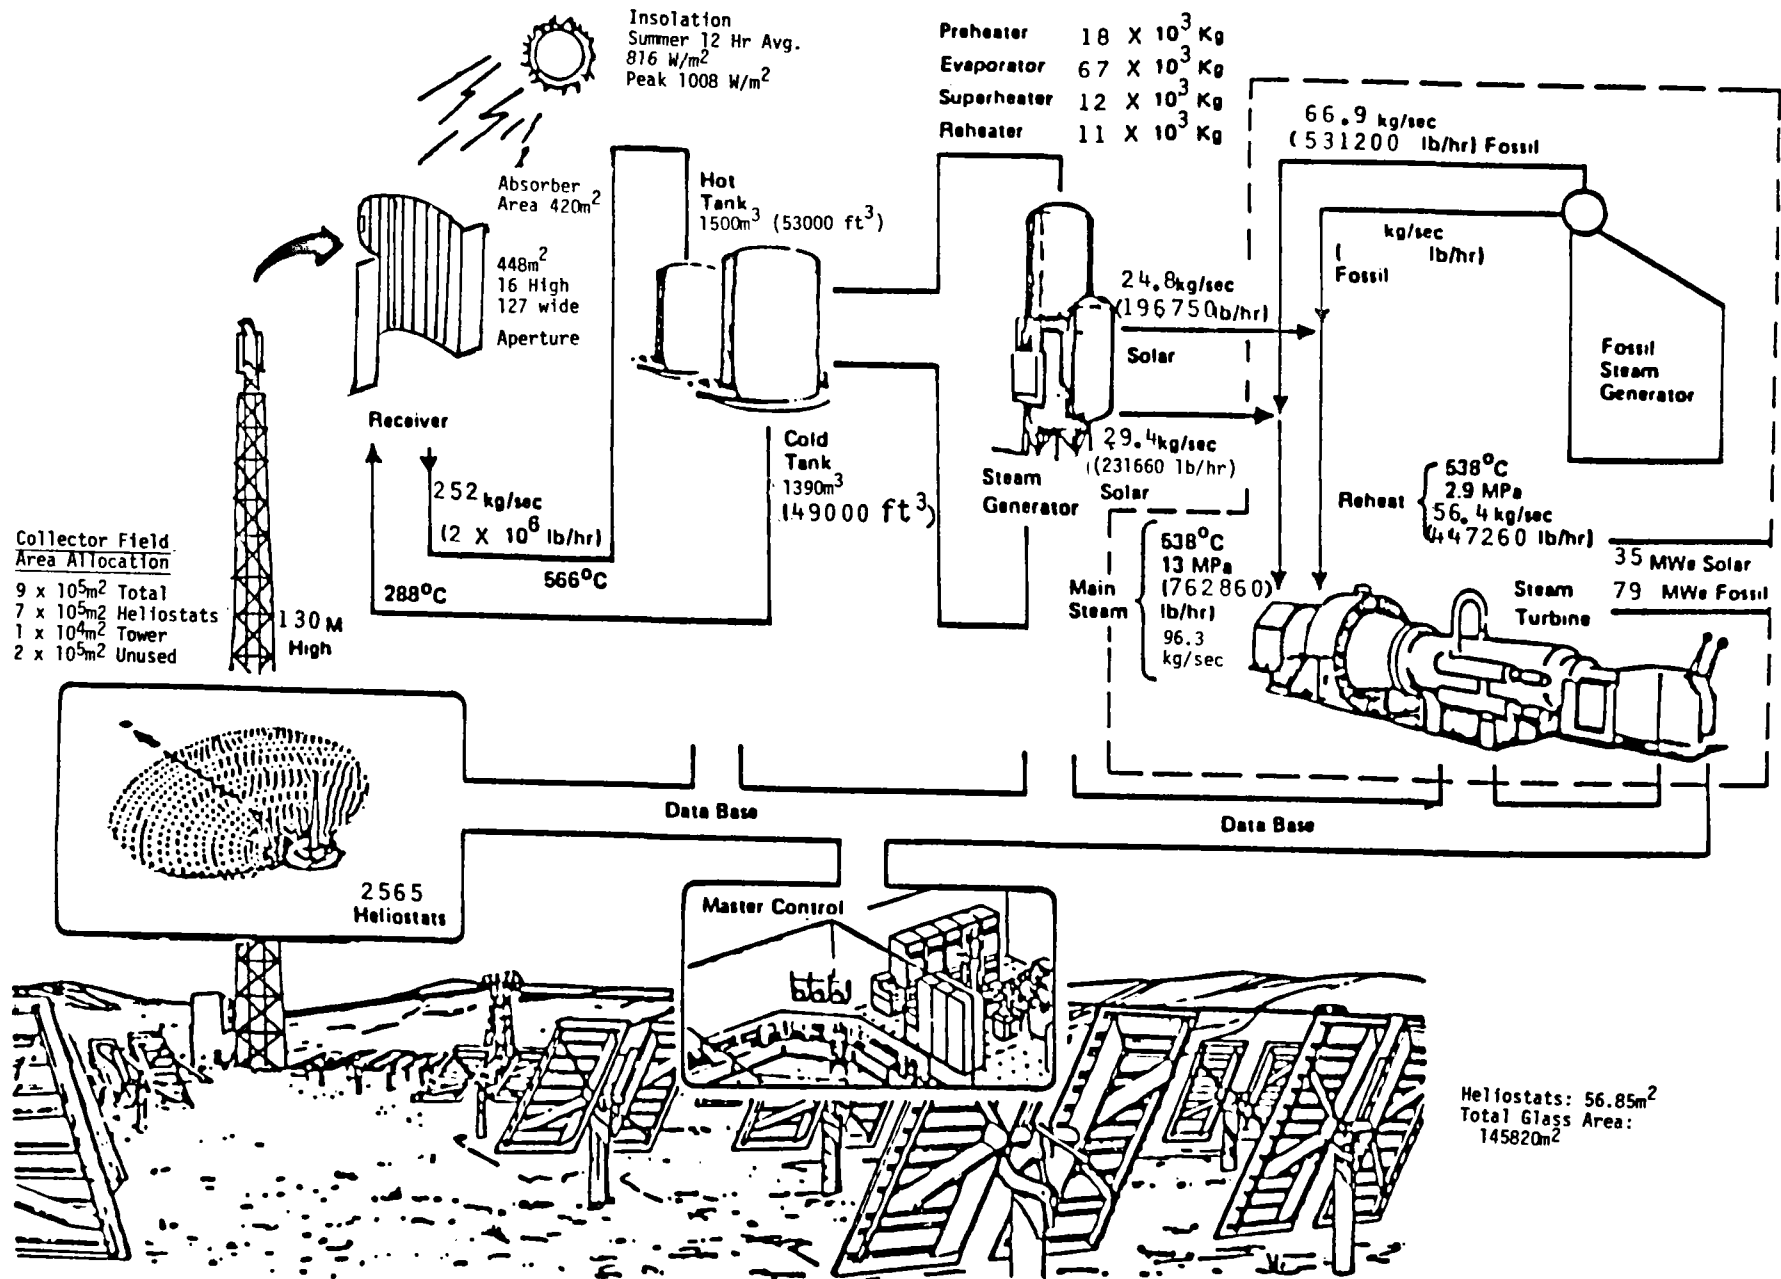 Insolation
Summer 12 Hr Avg.
816 W/m²
Peak 1008 W/m²
Preheater 18 X 10³ Kg
Evaporator 67 X 10³ Kg
Superheater 12 X 10³ Kg
Reheater 11 X 10³ Kg
66.9 kg/sec
(531200 lb/hr) Fossil
Absorber
Area 420m²
Hot
Tank
1500m³ (53000 ft³)
kg/sec
( lb/hr)
Fossil
448m²
16 High
127 wide
Aperture
24.8kg/sec
(196750lb/hr)
Solar
Fossil
Steam
Generator
Receiver
Cold
Tank
1390m³
(49000 ft³)
29.4kg/sec
(231660 lb/hr)
Solar
Steam
Generator
252 kg/sec
(2 X 10⁶ lb/hr)
566°C
288°C
Reheat
538°C
2.9 MPa
56.4 kg/sec
(447260 lb/hr)
Main
Steam
538°C
13 MPa
(762860)
lb/hr)
96.3
kg/sec
35 MWe Solar
79 MWe Fossil
Steam
Turbine
Collector Field
Area Allocation
9 x 10⁵m² Total
7 x 10⁵m2 Heliostats
1 x 10⁴m² Tower
2 x 10⁵m² Unused
130 M
High
Data Base
Data Base
2565
Heliostats
Master Control
Heliostats: 56.85m²
Total Glass Area:
145820m²